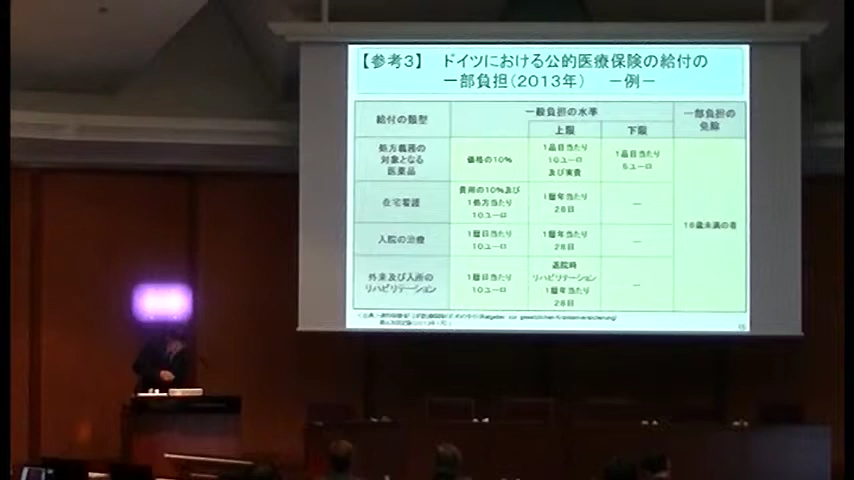 【参考3】 ドイツにおける公的医療保険の給付の
一部負担(2013年) ー例ー
給付の類型
一般負担の水準
一部負担の
免除
上限
下限
処方義務の
対象となる
医薬品
価格の10%
1品目当たり
10ユーロ
及び実費
1品目当たり
5ユーロ
在宅看護
費用の10%及び
1処方当たり
10ユーロ
1暦年当たり
28日
―
入院の治療
1暦日当たり
10ユーロ
1暦年当たり
28日
―
外来及び入所の
リハビリテーション
1暦日当たり
10ユーロ
退院時
リハビリテーション
1暦年当たり
28日
―
18歳未満の者